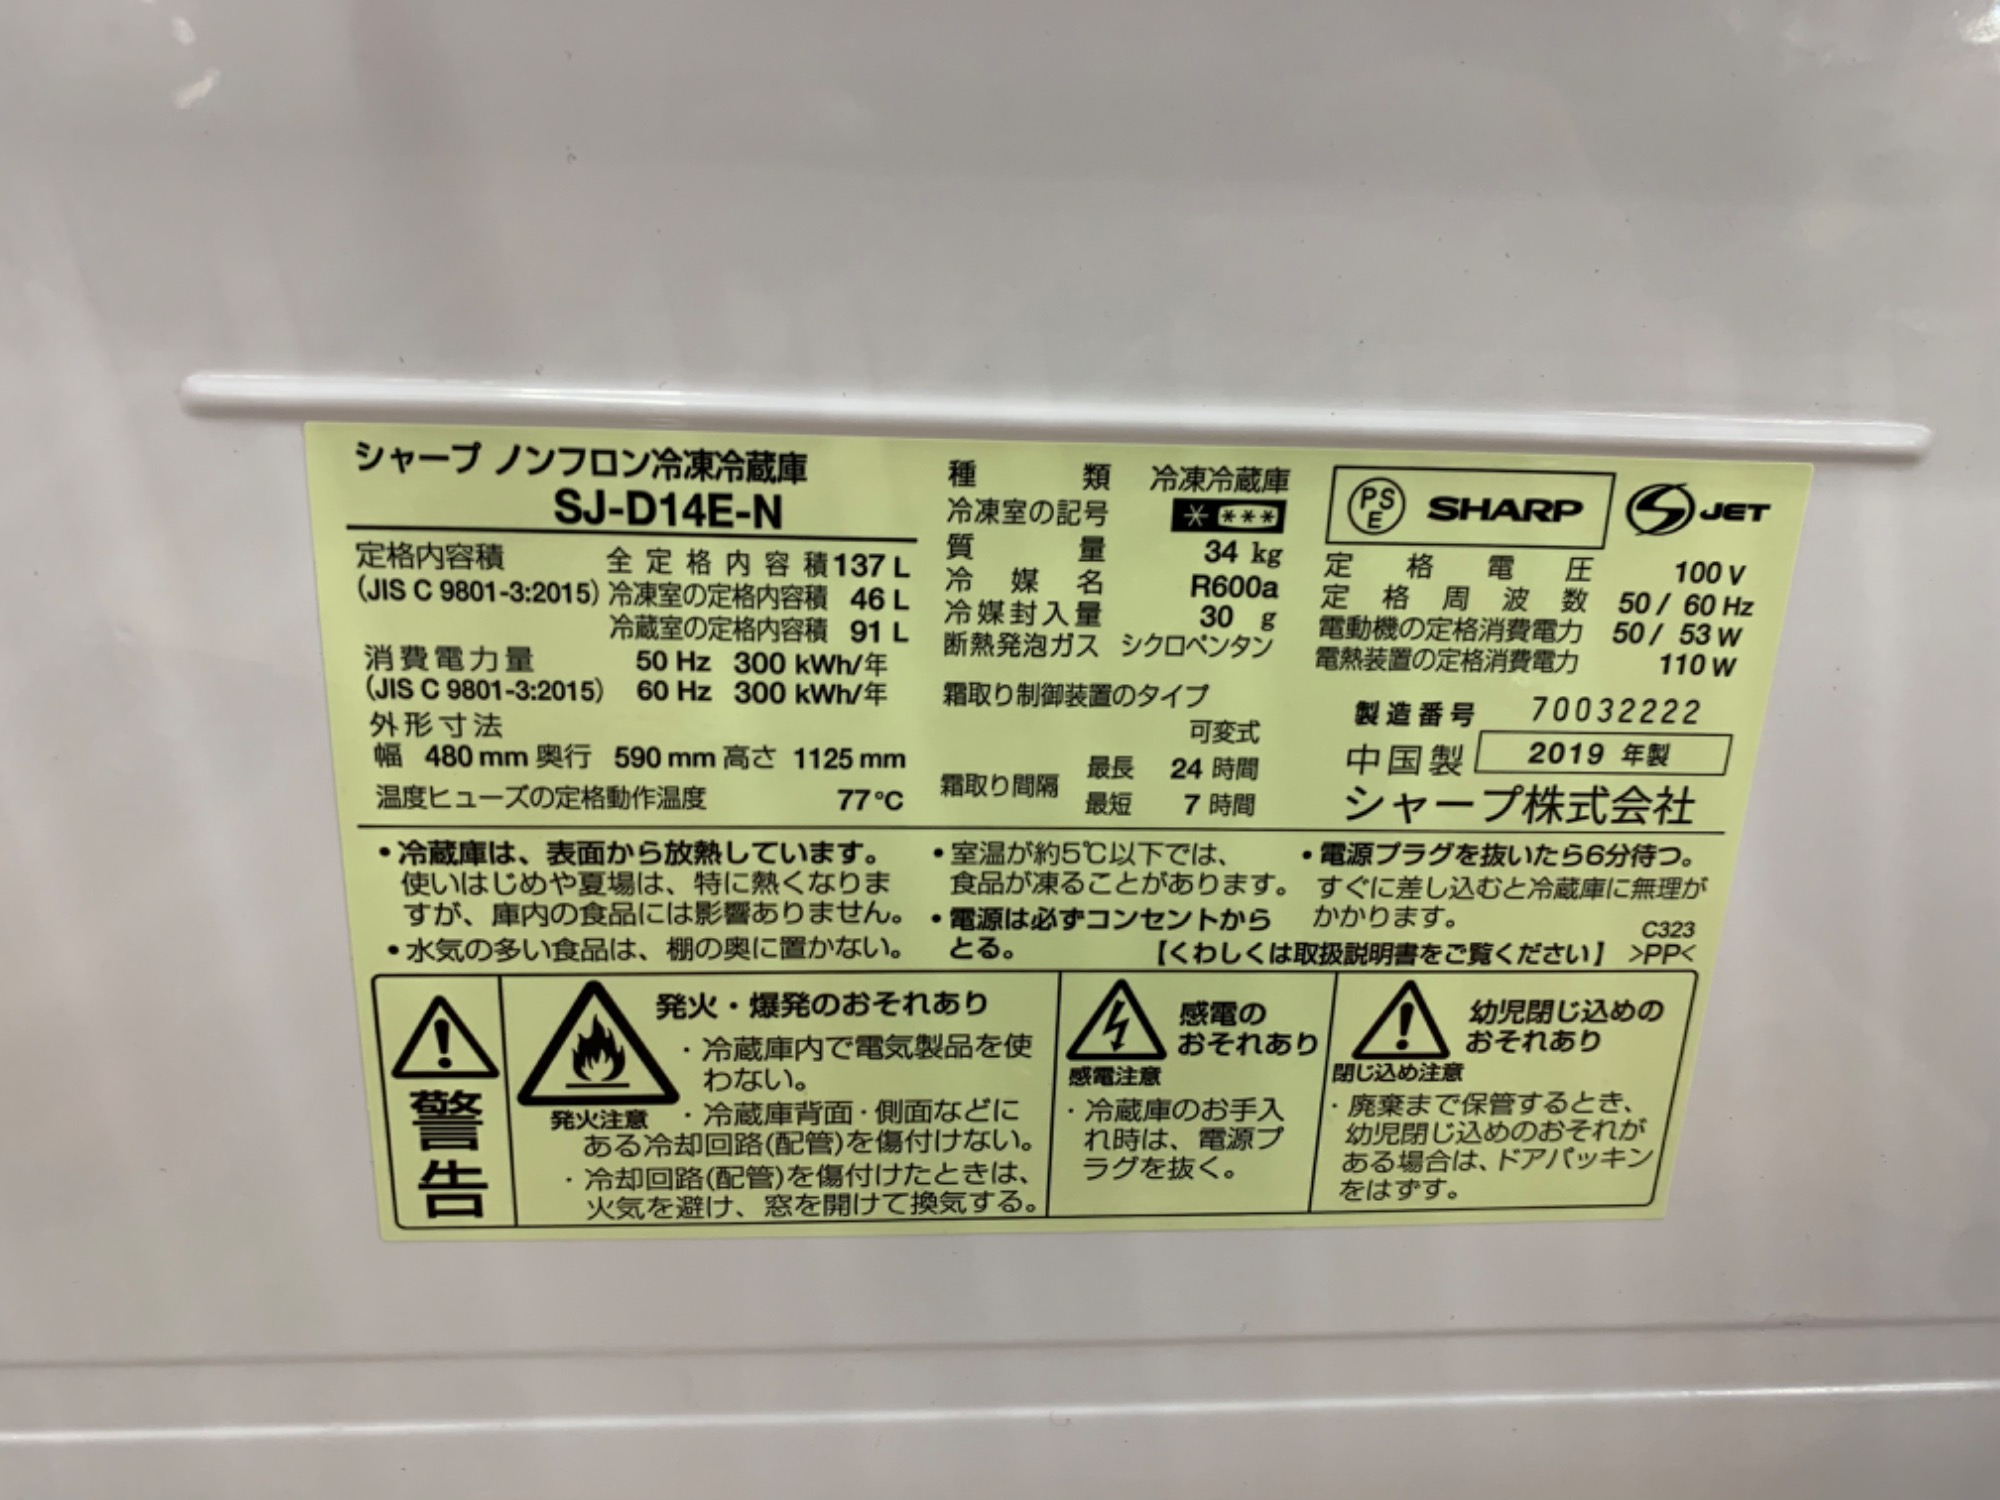 シャープ ノンフロン冷凍冷蔵庫
SJ-D14E-N
定格内容積 全定格内容積 137 L
(JIS C 9801-3:2015) 冷凍室の定格内容積 46 L
冷蔵室の定格内容積 91 L
消費電力量 50 Hz 300 kWh/年
(JIS C 9801-3:2015) 60 Hz 300 kWh/年
外形寸法
幅 480 mm 奥行 590 mm 高さ 1125 mm
温度ヒューズの定格動作温度 77℃
種類 冷凍冷蔵庫
冷凍室の記号 * ***
質量 34 kg
冷媒名 R600a
冷媒封入量 30 g
断熱発泡ガス シクロペンタン
霜取り制御装置のタイプ
可変式
霜取り間隔 最長 24 時間
最短 7 時間
PSE SHARP JET
定格電圧 100 V
定格周波数 50 / 60 Hz
電動機の定格消費電力 50 / 53 W
電熱装置の定格消費電力 110 W
製造番号 70032222
中国製 2019 年製
シャープ株式会社
・冷蔵庫は、表面から放熱しています。
使いはじめや夏場は、特に熱くなりま
すが、庫内の食品には影響ありません。
・水気の多い食品は、棚の奥に置かない。
・室温が約5℃以下では、
食品が凍ることがあります。
・電源は必ずコンセントから
とる。
・電源プラグを抜いたら6分待つ。
すぐに差し込むと冷蔵庫に無理が
かかります。
C323
【くわしくは取扱説明書をご覧ください】 >PP<
警告
発火・爆発のおそれあり
発火注意
・冷蔵庫内で電気製品を使
わない。
・冷蔵庫背面・側面などに
ある冷却回路(配管)を傷付けない。
・冷却回路(配管)を傷付けたときは、
火気を避け、窓を開けて換気する。
感電の
おそれあり
感電注意
・冷蔵庫のお手入
れ時は、電源プ
ラグを抜く。
幼児閉じ込めの
おそれあり
閉じ込め注意
・廃棄まで保管するとき、
幼児閉じ込めのおそれが
ある場合は、ドアパッキン
をはずす。